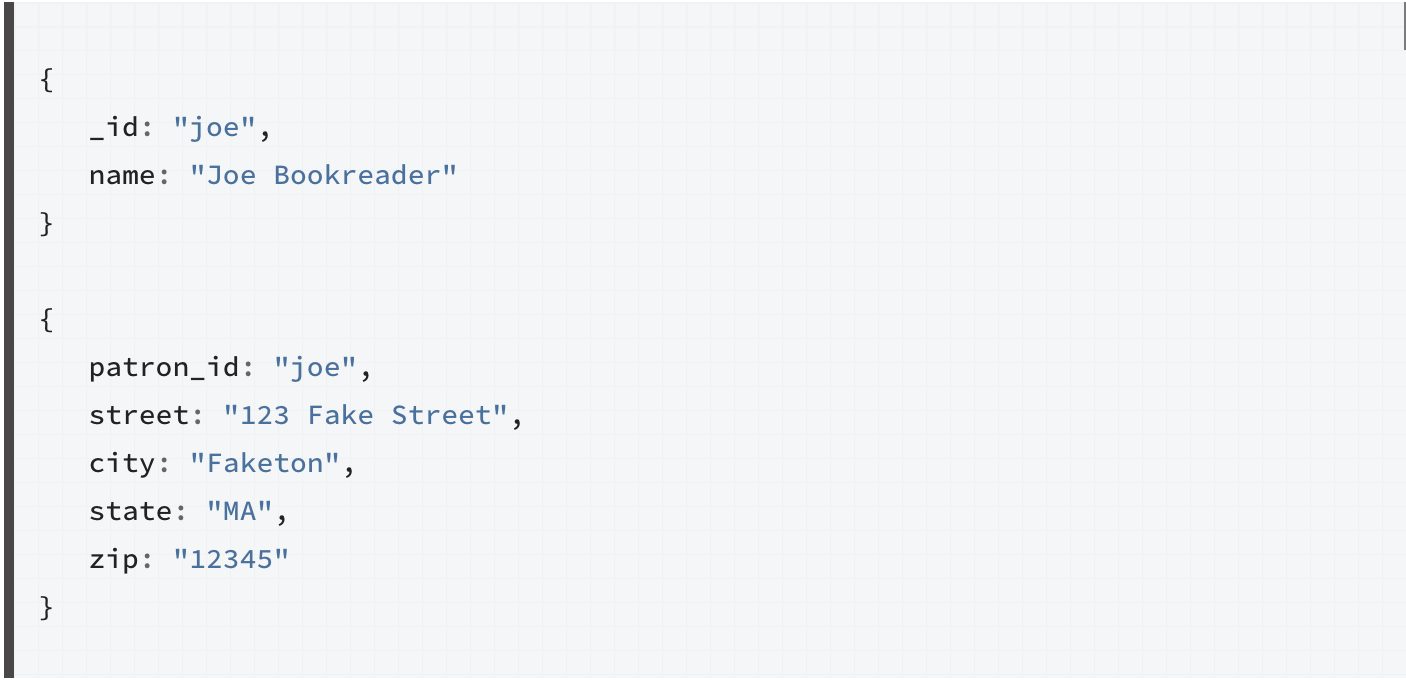 {
   _id: "joe",
   name: "Joe Bookreader"
}

{
   patron_id: "joe",
   street: "123 Fake Street",
   city: "Faketon",
   state: "MA",
   zip: "12345"
}